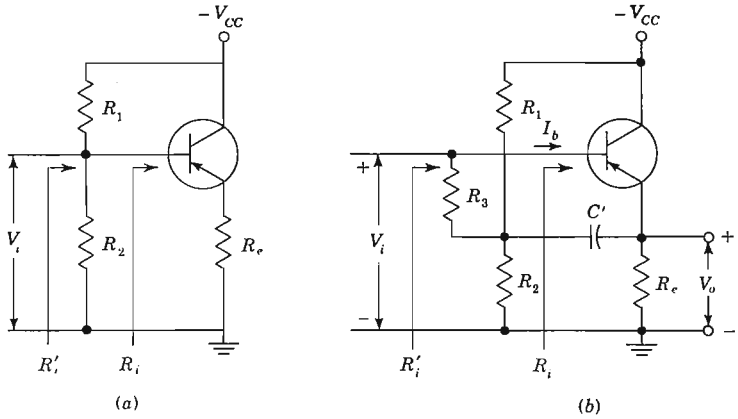 −V_CC
R_1
V_i
R_2
R_e
R'_i
R_i
(a)
−V_CC
R_1
I_b
+
R_3
V_i
C'
+
R_2
R_e
V_o
−
−
R'_i
R_i
(b)